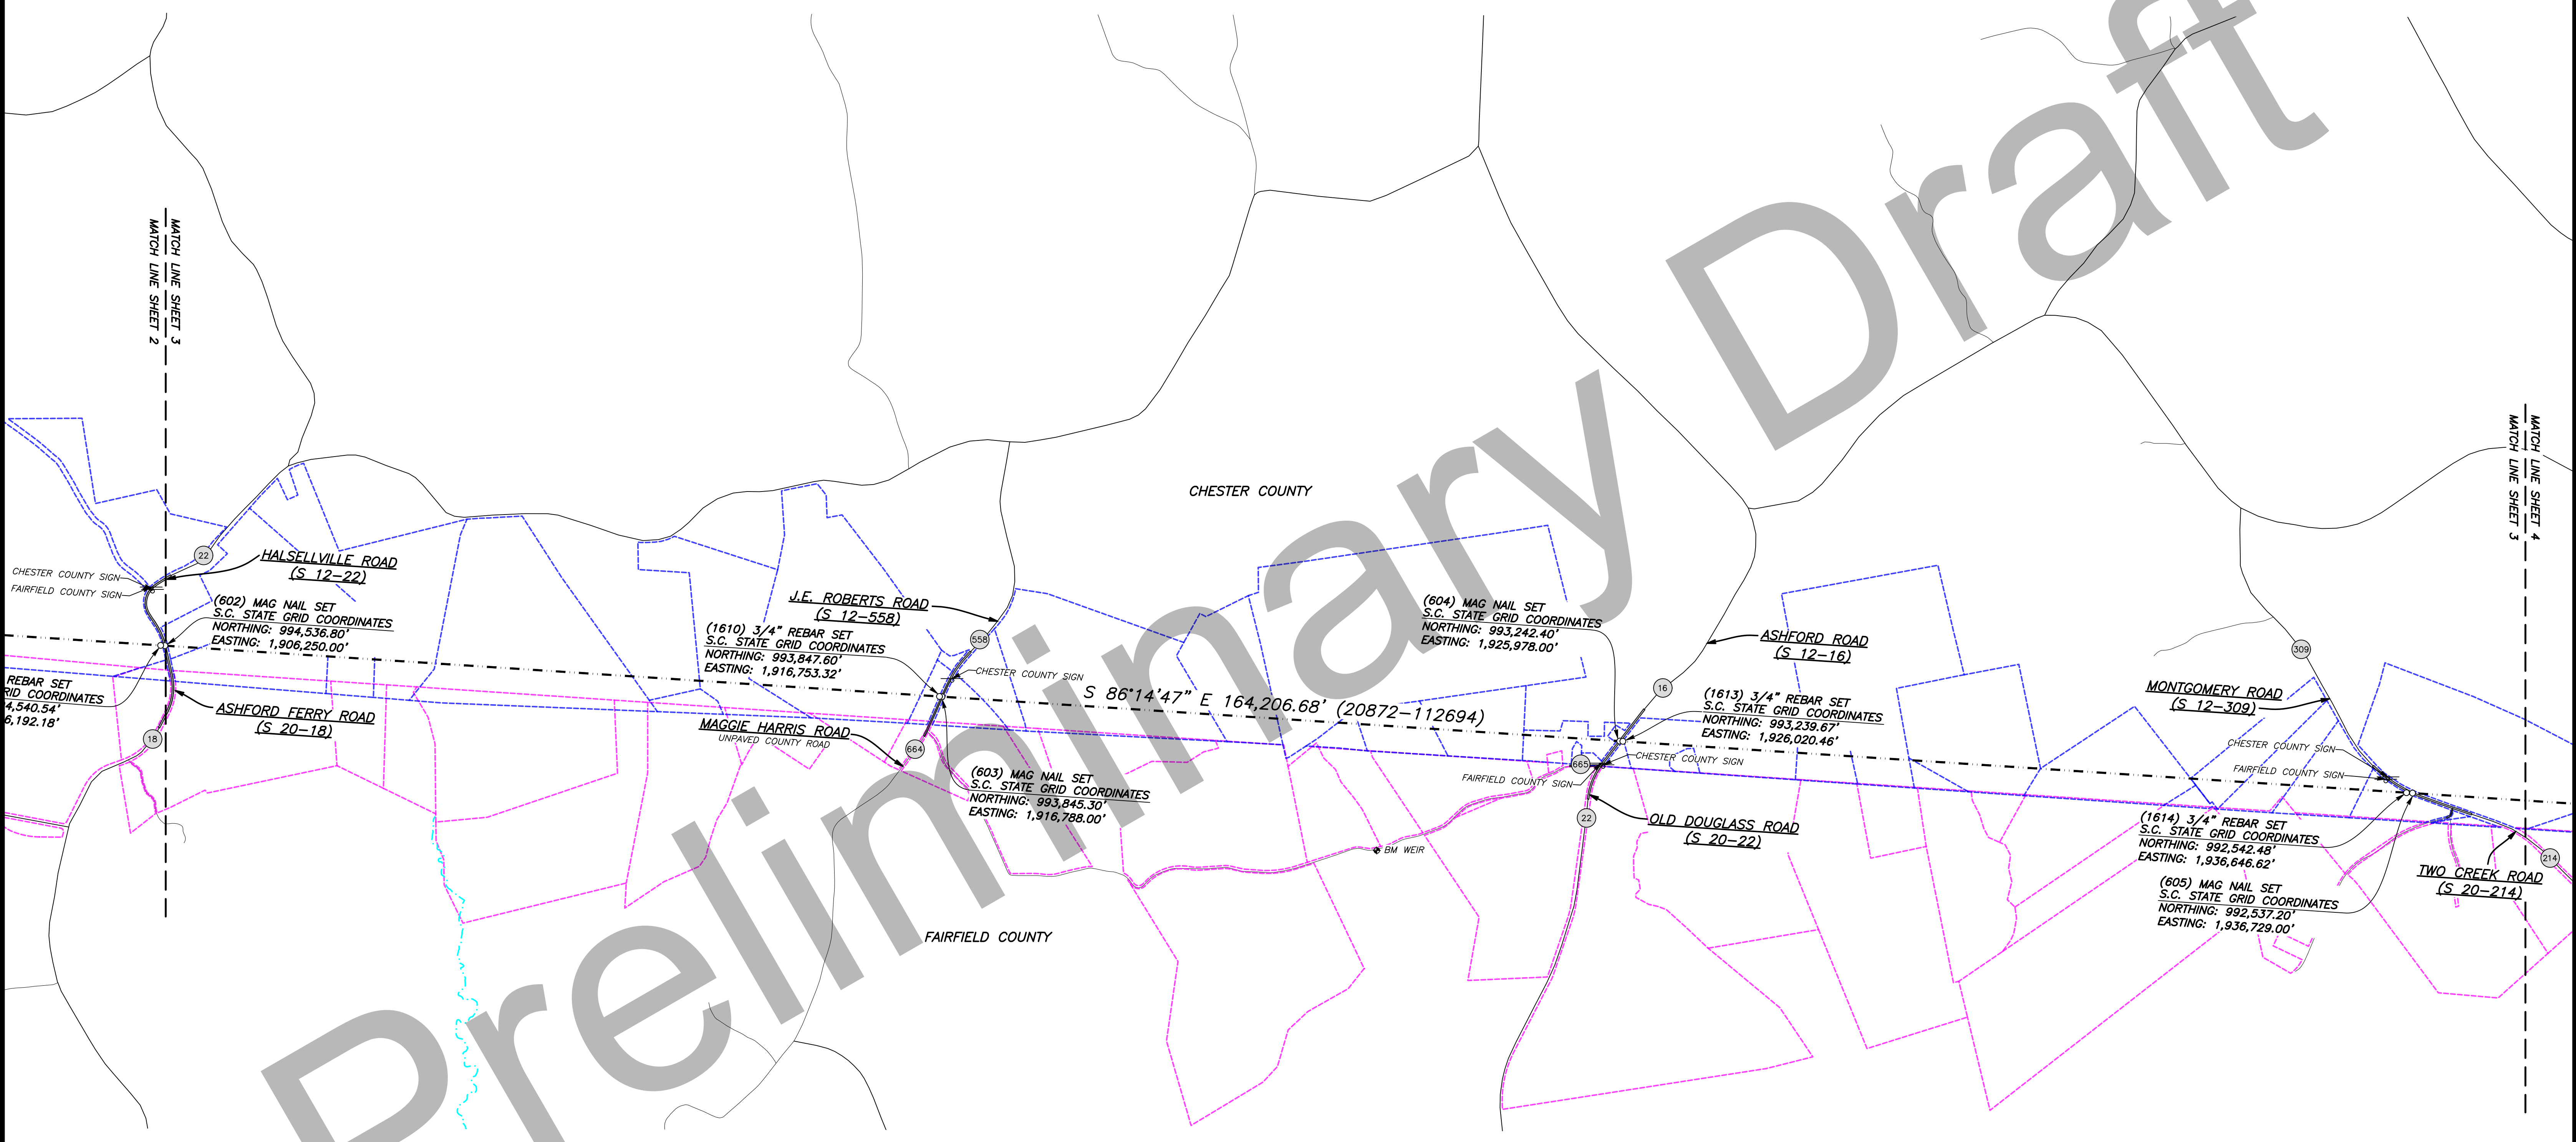 Preliminary Draft
MATCH LINE SHEET 3
MATCH LINE SHEET 2
CHESTER COUNTY SIGN
FAIRFIELD COUNTY SIGN
22
HALSELLVILLE ROAD
(S 12-22)
(602) MAG NAIL SET
S.C. STATE GRID COORDINATES
NORTHING: 994,536.80'
EASTING: 1,906,250.00'
REBAR SET
RID COORDINATES
4,540.54'
6,192.18'
ASHFORD FERRY ROAD
(S 20-18)
18
J.E. ROBERTS ROAD
(S 12-558)
558
(1610) 3/4" REBAR SET
S.C. STATE GRID COORDINATES
NORTHING: 993,847.60'
EASTING: 1,916,753.32'
CHESTER COUNTY SIGN
MAGGIE HARRIS ROAD
UNPAVED COUNTY ROAD
664
(603) MAG NAIL SET
S.C. STATE GRID COORDINATES
NORTHING: 993,845.30'
EASTING: 1,916,788.00'
CHESTER COUNTY
S 86°14'47" E 164,206.68' (20872-112694)
FAIRFIELD COUNTY
(604) MAG NAIL SET
S.C. STATE GRID COORDINATES
NORTHING: 993,242.40'
EASTING: 1,925,978.00'
ASHFORD ROAD
(S 12-16)
16
(1613) 3/4" REBAR SET
S.C. STATE GRID COORDINATES
NORTHING: 993,239.67'
EASTING: 1,926,020.46'
665
CHESTER COUNTY SIGN
FAIRFIELD COUNTY SIGN
22
OLD DOUGLASS ROAD
(S 20-22)
BM WEIR
309
MONTGOMERY ROAD
(S 12-309)
CHESTER COUNTY SIGN
FAIRFIELD COUNTY SIGN
(1614) 3/4" REBAR SET
S.C. STATE GRID COORDINATES
NORTHING: 992,542.48'
EASTING: 1,936,646.62'
(605) MAG NAIL SET
S.C. STATE GRID COORDINATES
NORTHING: 992,537.20'
EASTING: 1,936,729.00'
TWO CREEK ROAD
(S 20-214)
214
MATCH LINE SHEET 4
MATCH LINE SHEET 3